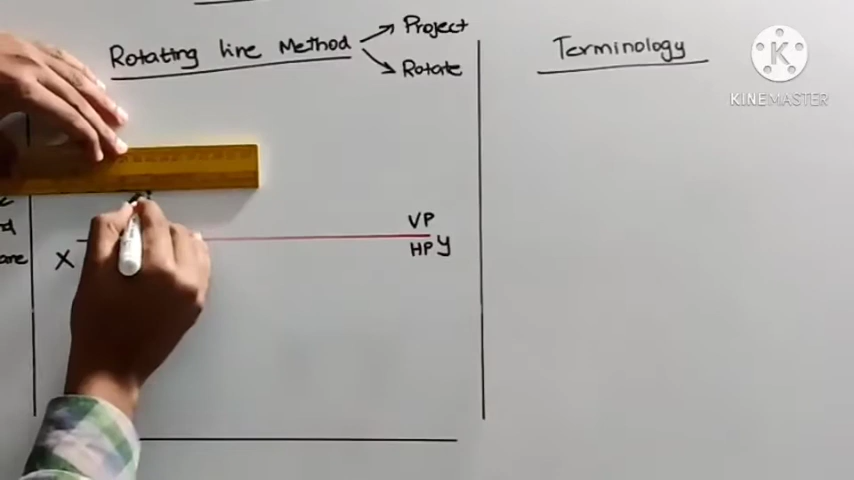 Rotating line Method
Project
Rotate
Terminology
KINEMASTER
VP
X
HP y